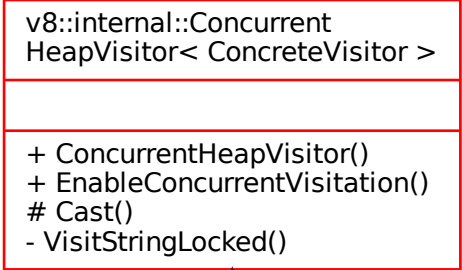 v8::internal::Concurrent
HeapVisitor< ConcreteVisitor >
+ ConcurrentHeapVisitor()
+ EnableConcurrentVisitation()
# Cast()
- VisitStringLocked()